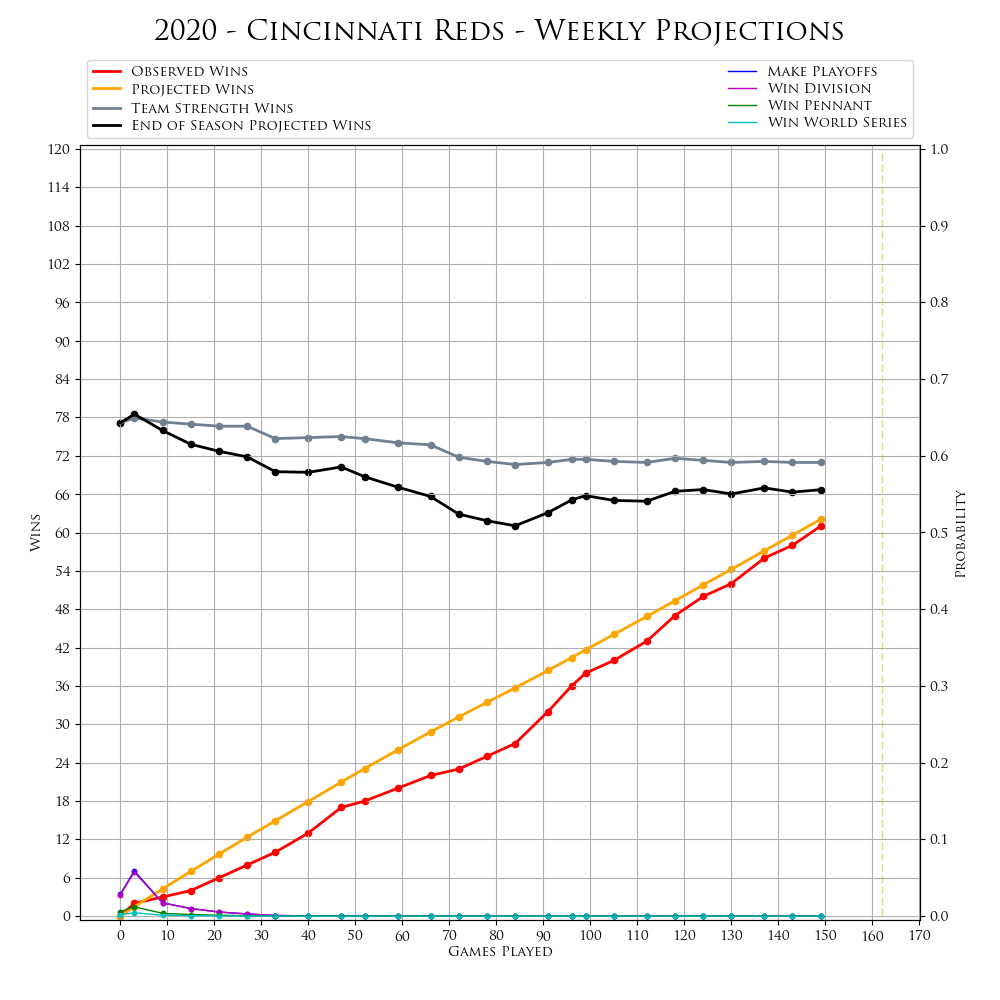 2020 - Cincinnati Reds - Weekly Projections
Observed Wins
Projected Wins
Team Strength Wins
End of Season Projected Wins
Make Playoffs
Win Division
Win Pennant
Win World Series
120
114
108
102
96
90
84
78
72
66
60
54
48
42
36
30
24
18
12
6
0
Wins
1.0
0.9
0.8
0.7
0.6
0.5
0.4
0.3
0.2
0.1
0.0
Probability
0 10 20 30 40 50 60 70 80 90 100 110 120 130 140 150 160 170
Games Played